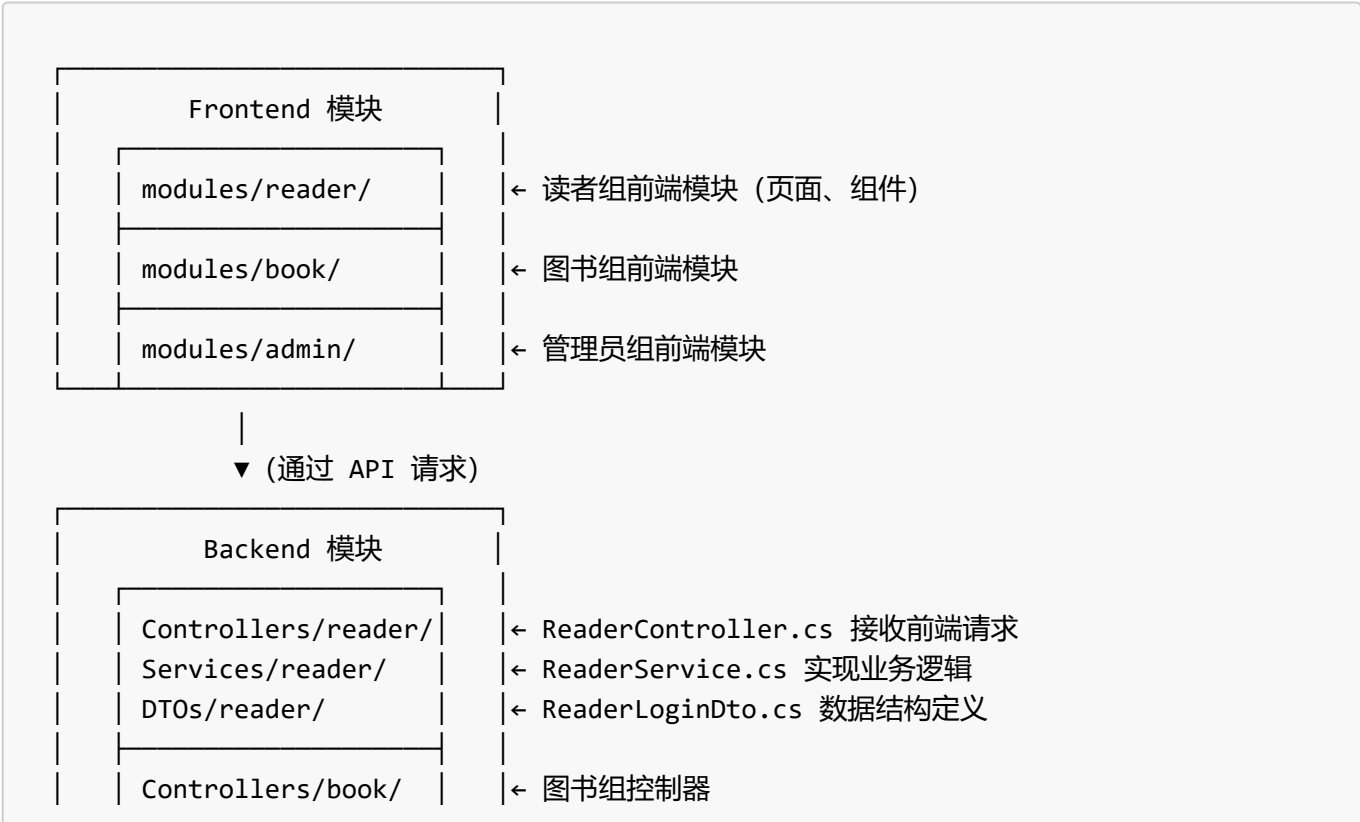 Frontend 模块
modules/reader/ ← 读者组前端模块 (页面、组件)
modules/book/ ← 图书组前端模块
modules/admin/ ← 管理员组前端模块
▼ (通过 API 请求)
Backend 模块
Controllers/reader/ ← ReaderController.cs 接收前端请求
Services/reader/ ← ReaderService.cs 实现业务逻辑
DTOs/reader/ ← ReaderLoginDto.cs 数据结构定义
Controllers/book/ ← 图书组控制器